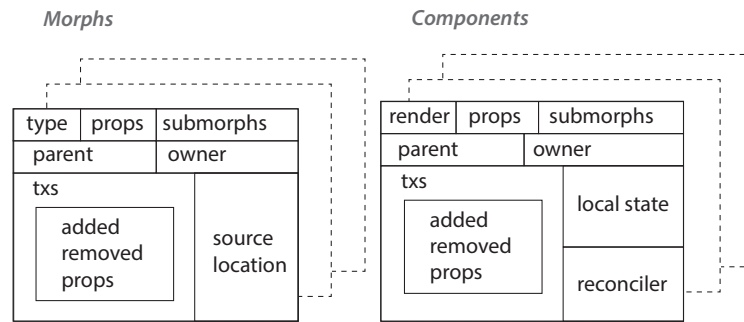 Morphs
type props submorphs
parent owner
txs
added
removed
props
source
location
Components
render props submorphs
parent owner
txs
added
removed
props
local state
reconciler